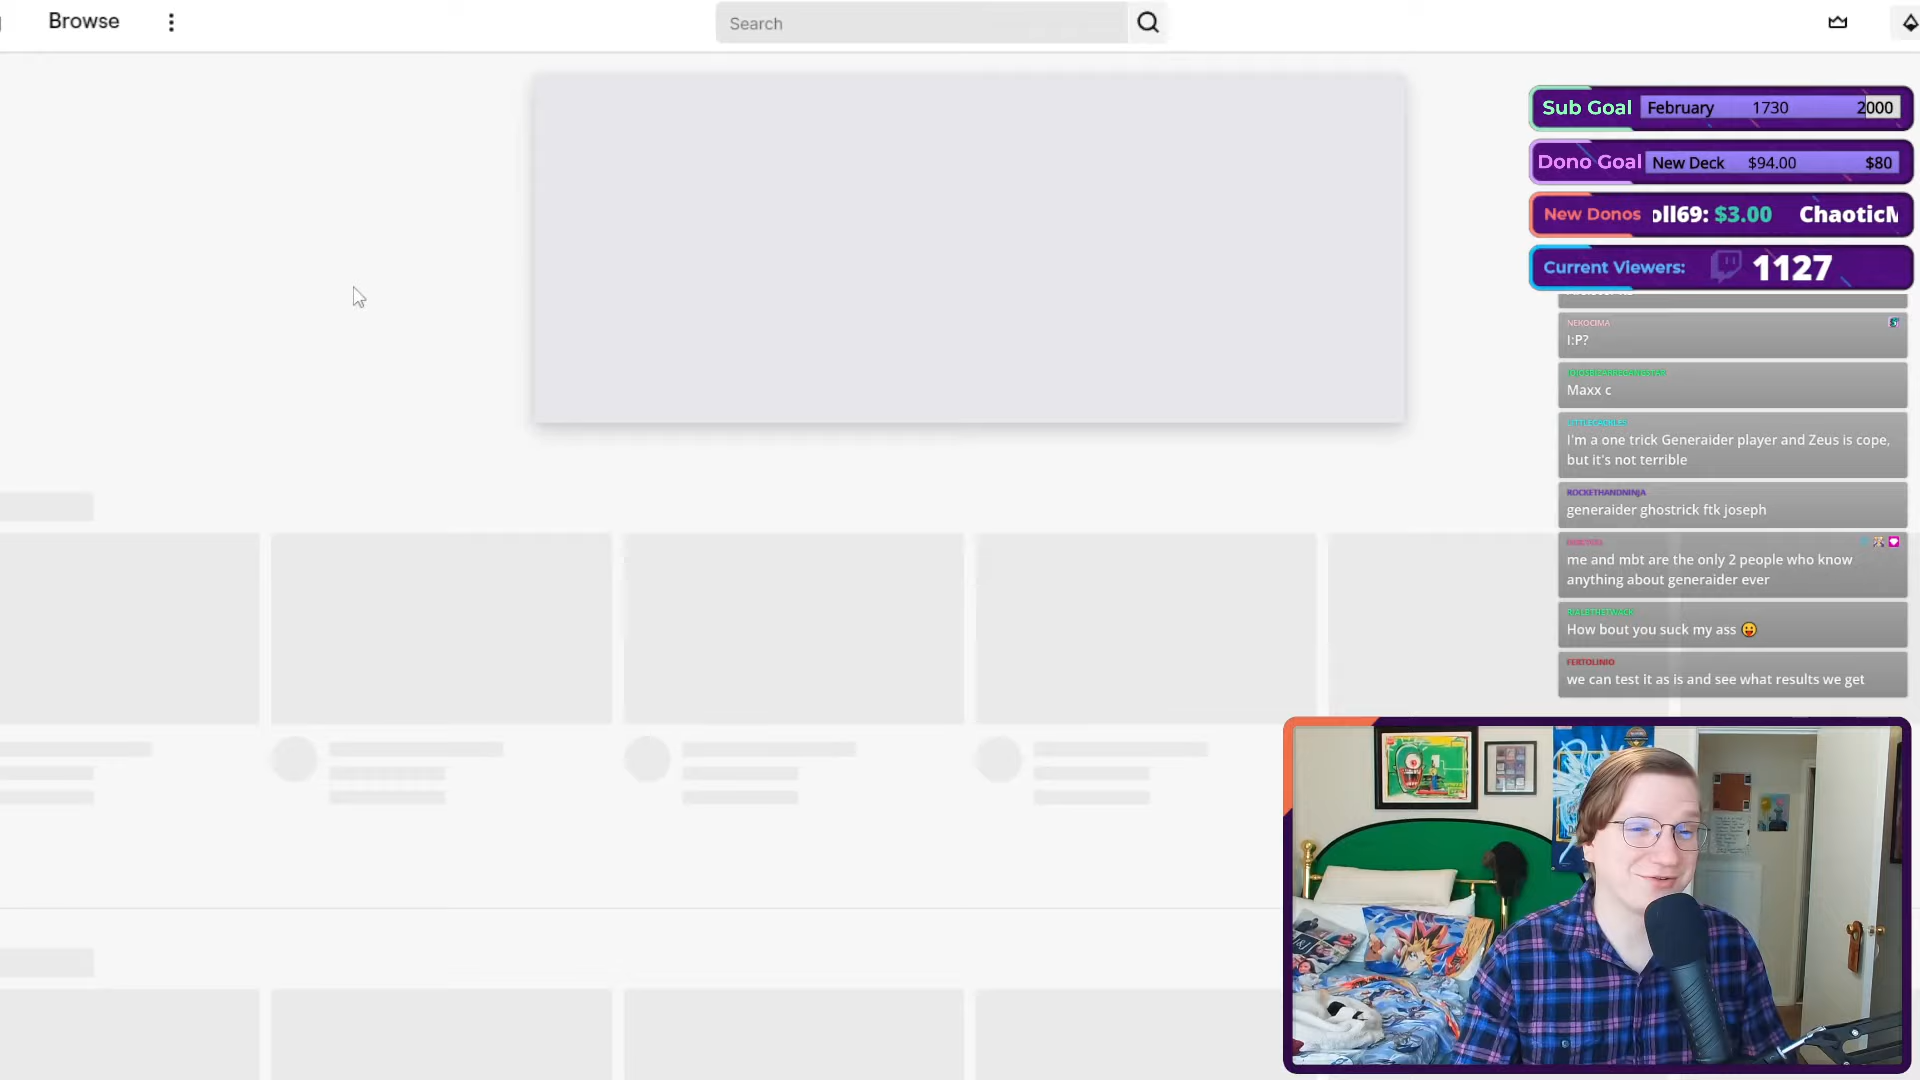 Browse
Search
Sub Goal February 1730 2000
Dono Goal New Deck $94.00 $80
New Donos oll69: $3.00 ChaoticM
Current Viewers: 1127
NEKOCIMA
I:P?
Maxx c
I'm a one trick Generaider player and Zeus is cope,
but it's not terrible
ROCKETHANDNINJA
generaider ghostrick ftk joseph
me and mbt are the only 2 people who know
anything about generaider ever
How bout you suck my ass 😛
FERTOLINIO
we can test it as is and see what results we get
J&J